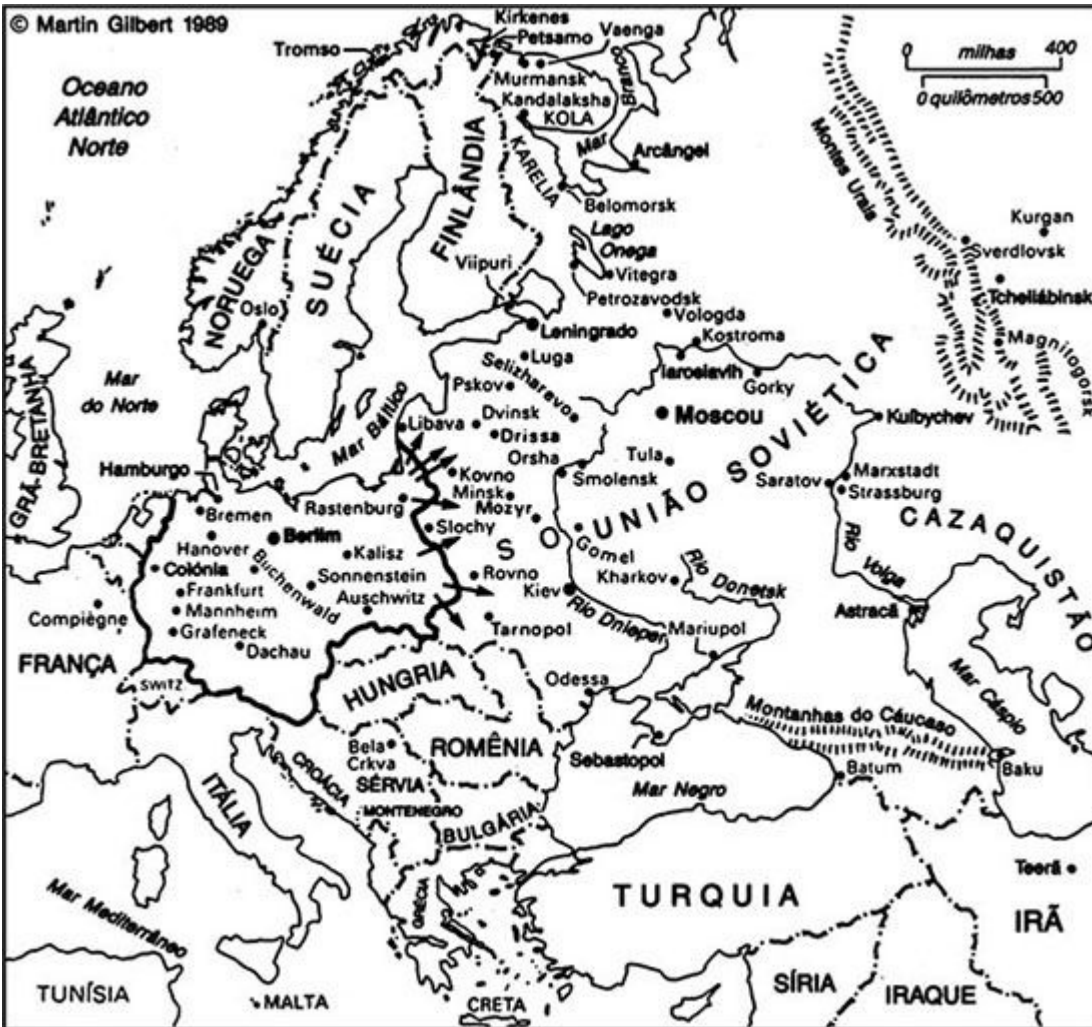 © Martin Gilbert 1989
Kirkenes
Petsamo
Vaenga
Tromso
0 milhas 400
0 quilômetros 500
Oceano
Atlântico
Norte
Murmansk
Kandalaksha
KOLA
Mar Branco
Arcângel
KARELIA
Belomorsk
Montes Urais
Kurgan
Sverdlovsk
Tcheliábinsk
Magnitogorsk
NORUEGA
SUÉCIA
FINLÂNDIA
Lago
Onega
Viipuri
Vitegra
Petrozavodsk
Oslo
Leningrado
Vologda
Kostroma
Luga
Iaroslavlh
Gorky
Selizharavo
Pskov
Mar
do Norte
GRÃ-BRETANHA
Mar Báltico
Libava
Dvinsk
Drissa
Moscou
Kuibychev
Orsha
Tula
Smolensk
Hamburgo
Kovno
Minsk
Mozyr
Saratov
Marxstadt
Strassburg
UNIÃO SOVIÉTICA
CAZAQUISTÃO
Rastenburg
Bremen
Berlim
Slochy
S O
Hanover
Kalisz
Gomel
Colónia
Buchenwald
Sonnenstein
Rovno
Kharkov
Rio Donetsk
Rio Volga
Frankfurt
Auschwitz
Kiev
Astracã
Compiègne
Mannheim
Rio Dnieper
Mariupol
Grafeneck
Tarnopol
Dachau
FRANÇA
SWITZ
HUNGRIA
Odessa
Mar Cáspio
Montanhas do Cáucaso
Bela
Crkva
ROMÊNIA
Sebastopol
Batum
Baku
CROÁCIA
SÉRVIA
Mar Negro
ITÁLIA
MONTENEGRO
BULGÁRIA
Teerã
TURQUIA
GRÉCIA
IRÃ
Mar Mediterrâneo
TUNÍSIA
MALTA
CRETA
SÍRIA
IRAQUE